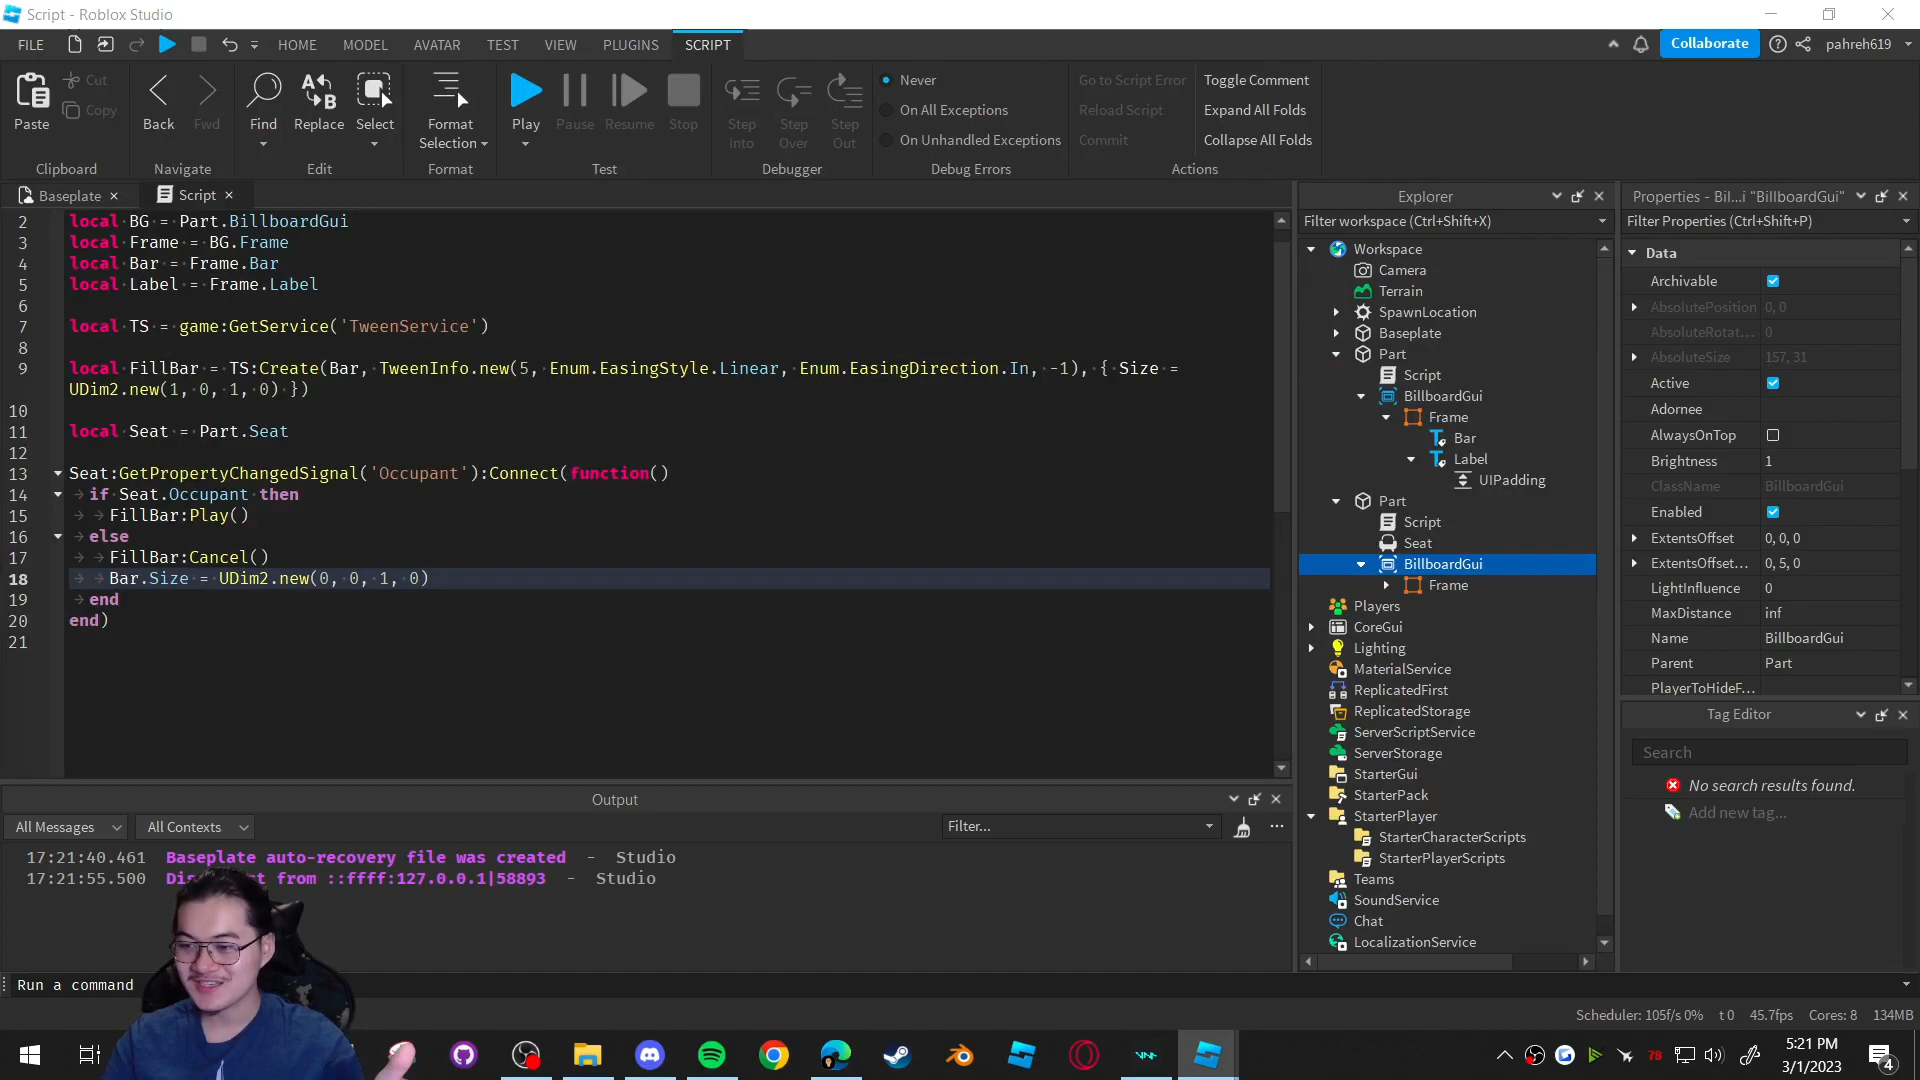 Script - Roblox Studio
FILE HOME MODEL AVATAR TEST VIEW PLUGINS SCRIPT Collaborate pahreh619
Paste Cut Copy Back Fwd Find Replace Select Format Selection Play Pause Resume Stop Step Into Step Over Step Out
Never Go to Script Error Toggle Comment
On All Exceptions Reload Script Expand All Folds
On Unhandled Exceptions Commit Collapse All Folds
Clipboard Navigate Edit Format Test Debugger Debug Errors Actions
Baseplate Script
2 local BG = Part.BillboardGui
3 local Frame = BG.Frame
4 local Bar = Frame.Bar
5 local Label = Frame.Label
6
7 local TS = game:GetService('TweenService')
8
9 local FillBar = TS:Create(Bar, TweenInfo.new(5, Enum.EasingStyle.Linear, Enum.EasingDirection.In, -1), { Size =
UDim2.new(1, 0, 1, 0) })
10
11 local Seat = Part.Seat
12
13 Seat:GetPropertyChangedSignal('Occupant'):Connect(function()
14 if Seat.Occupant then
15 FillBar:Play()
16 else
17 FillBar:Cancel()
18 Bar.Size = UDim2.new(0, 0, 1, 0)
19 end
20 end)
21
Output
All Messages All Contexts Filter...
17:21:40.461 Baseplate auto-recovery file was created - Studio
17:21:55.500 from ::ffff:127.0.0.1|58893 - Studio
Run a command
Explorer
Filter workspace (Ctrl+Shift+X)
Workspace
Camera
Terrain
SpawnLocation
Baseplate
Part
Script
BillboardGui
Frame
Bar
Label
UIPadding
Part
Script
Seat
BillboardGui
Frame
Players
CoreGui
Lighting
MaterialService
ReplicatedFirst
ReplicatedStorage
ServerScriptService
ServerStorage
StarterGui
StarterPack
StarterPlayer
StarterCharacterScripts
StarterPlayerScripts
Teams
SoundService
Chat
LocalizationService
Properties - Bil...i "BillboardGui"
Filter Properties (Ctrl+Shift+P)
Data
Archivable
AbsolutePosition 0, 0
AbsoluteRotat... 0
AbsoluteSize 157, 31
Active
Adornee
AlwaysOnTop
Brightness 1
ClassName BillboardGui
Enabled
ExtentsOffset 0, 0, 0
ExtentsOffset... 0, 5, 0
LightInfluence 0
MaxDistance inf
Name BillboardGui
Parent Part
PlayerToHideF...
Tag Editor
Search
No search results found.
Add new tag...
Scheduler: 105f/s 0% t 0 45.7fps Cores: 8 134MB
78
5:21 PM
3/1/2023
4